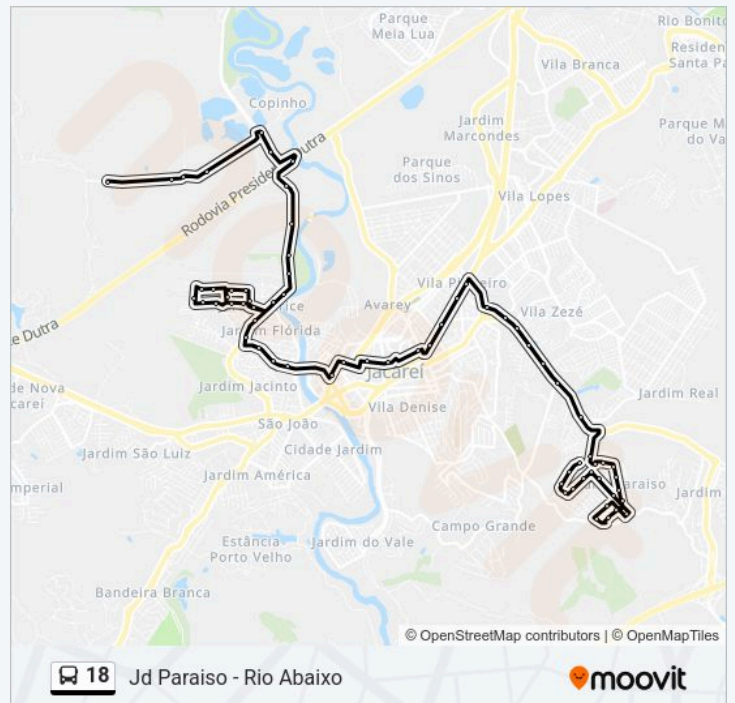 Parque
Meia Lua
Rio Bonito
Residen
Santa Pa
Vila Branca
Copinho
Jardim
Marcondes
Parque M
do Va
Parque
dos Sinos
Rodovia Presidente Dutra
Vila Lopes
Vila Pinheiro
Avarey
Vila Zezé
e Dutra
Jardim Flórida
Jacareí
de Nova
careí
Jardim Jacinto
Vila Denise
Jardim Real
São João
Cidade Jardim
Jardim São Luiz
Jardim América
mperial
araiso
Jardim
Campo Grande
Estância
Porto Velho
Jardim do Vale
Bandeira Branca
© OpenStreetMap contributors | © OpenMapTiles
18 Jd Paraiso - Rio Abaixo
moovit